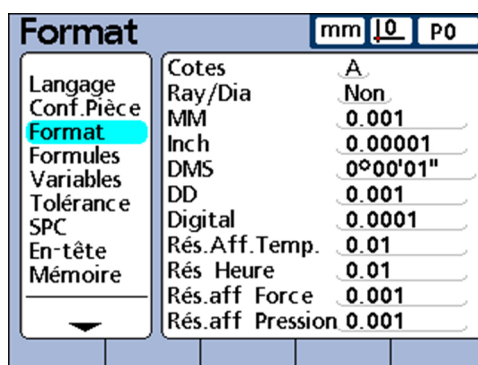 Format
mm 0 P0
Langage
Conf.Pièce
Format
Formules
Variables
Tolérance
SPC
En-tête
Mémoire
Cotes A
Ray/Dia Non
MM 0.001
Inch 0.00001
DMS 0°00'01"
DD 0.001
Digital 0.0001
Rés.Aff.Temp. 0.01
Rés Heure 0.01
Rés.aff Force 0.001
Rés.aff Pression 0.001